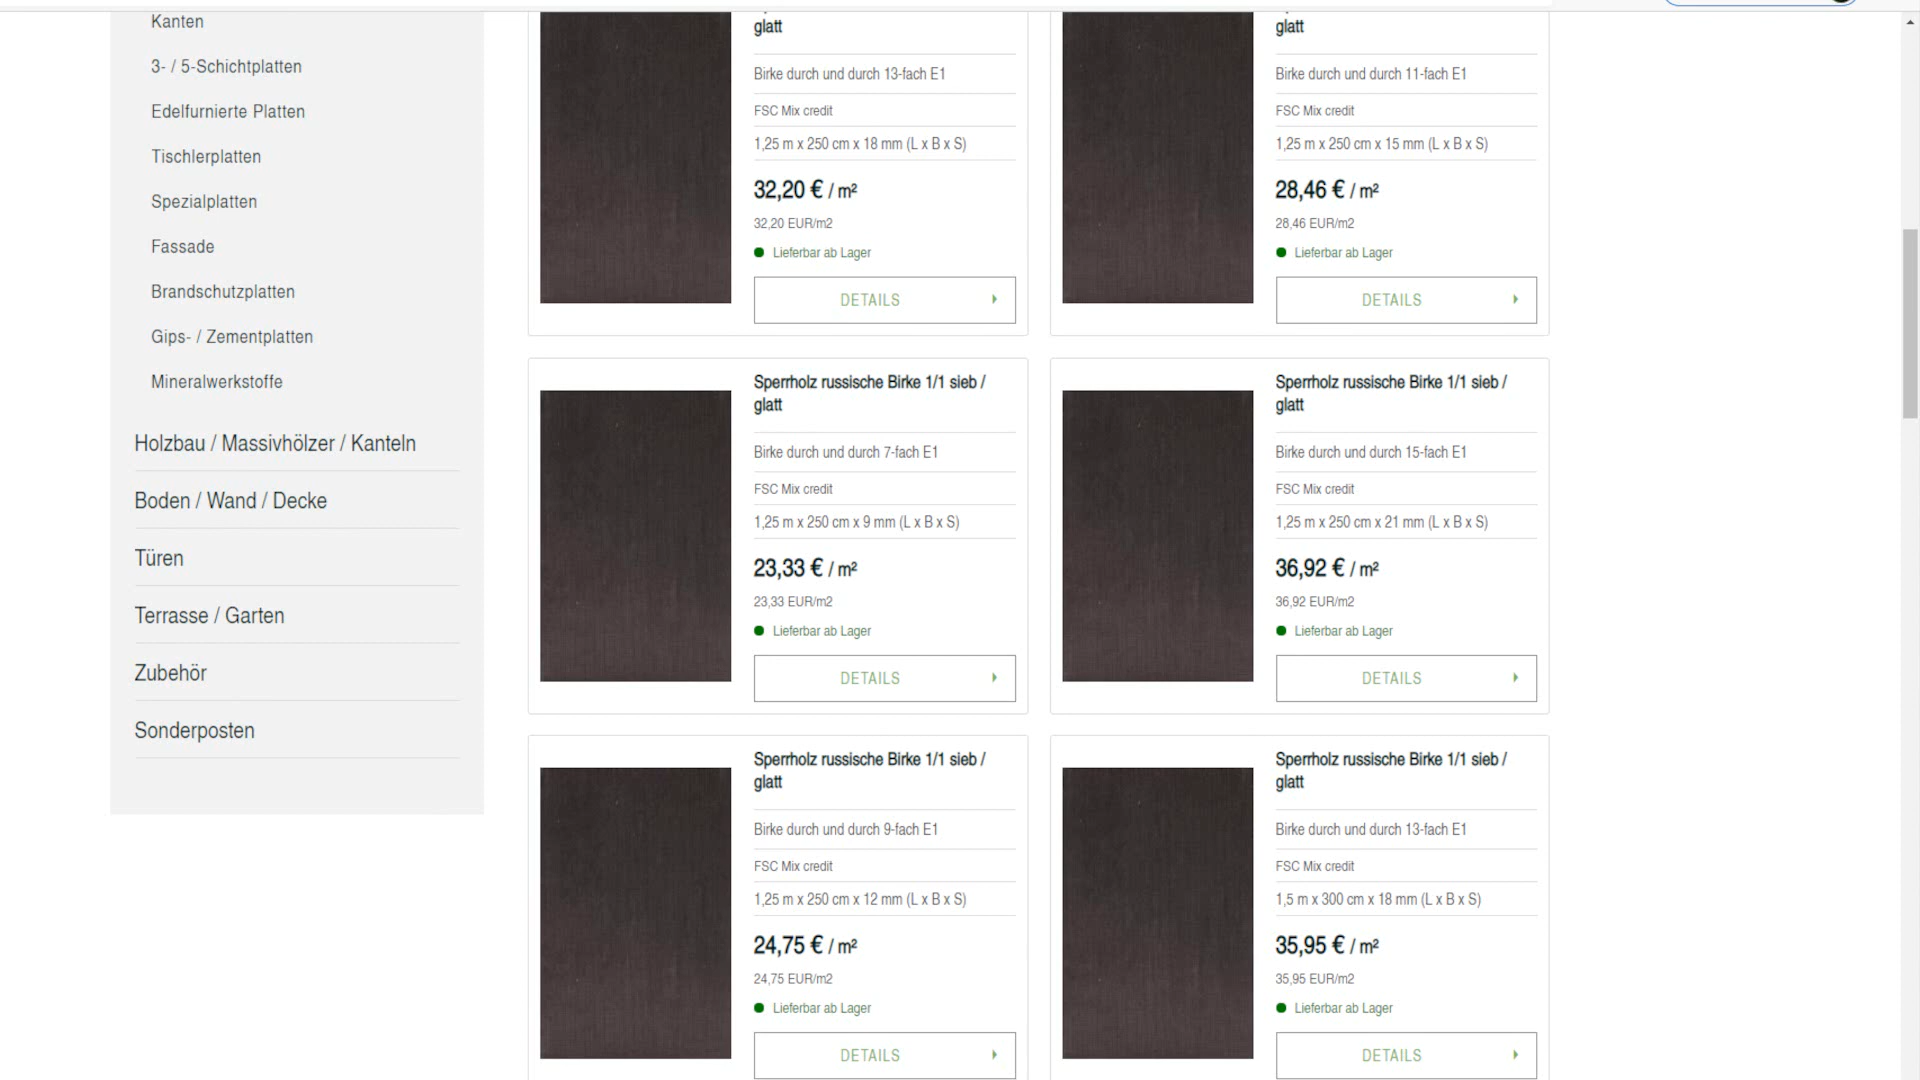 Kanten
3- / 5-Schichtplatten
Edelfurnierte Platten
Tischlerplatten
Spezialplatten
Fassade
Brandschutzplatten
Gips- / Zementplatten
Mineralwerkstoffe
Holzbau / Massivhölzer / Kanteln
Boden / Wand / Decke
Türen
Terrasse / Garten
Zubehör
Sonderposten
glatt
Birke durch und durch 13-fach E1
FSC Mix credit
1,25 m x 250 cm x 18 mm (L x B x S)
32,20 € / m²
32,20 EUR/m2
Lieferbar ab Lager
DETAILS
glatt
Birke durch und durch 11-fach E1
FSC Mix credit
1,25 m x 250 cm x 15 mm (L x B x S)
28,46 € / m²
28,46 EUR/m2
Lieferbar ab Lager
DETAILS
Sperrholz russische Birke 1/1 sieb /
glatt
Birke durch und durch 7-fach E1
FSC Mix credit
1,25 m x 250 cm x 9 mm (L x B x S)
23,33 € / m²
23,33 EUR/m2
Lieferbar ab Lager
DETAILS
Sperrholz russische Birke 1/1 sieb /
glatt
Birke durch und durch 15-fach E1
FSC Mix credit
1,25 m x 250 cm x 21 mm (L x B x S)
36,92 € / m²
36,92 EUR/m2
Lieferbar ab Lager
DETAILS
Sperrholz russische Birke 1/1 sieb /
glatt
Birke durch und durch 9-fach E1
FSC Mix credit
1,25 m x 250 cm x 12 mm (L x B x S)
24,75 € / m²
24,75 EUR/m2
Lieferbar ab Lager
DETAILS
Sperrholz russische Birke 1/1 sieb /
glatt
Birke durch und durch 13-fach E1
FSC Mix credit
1,5 m x 300 cm x 18 mm (L x B x S)
35,95 € / m²
35,95 EUR/m2
Lieferbar ab Lager
DETAILS